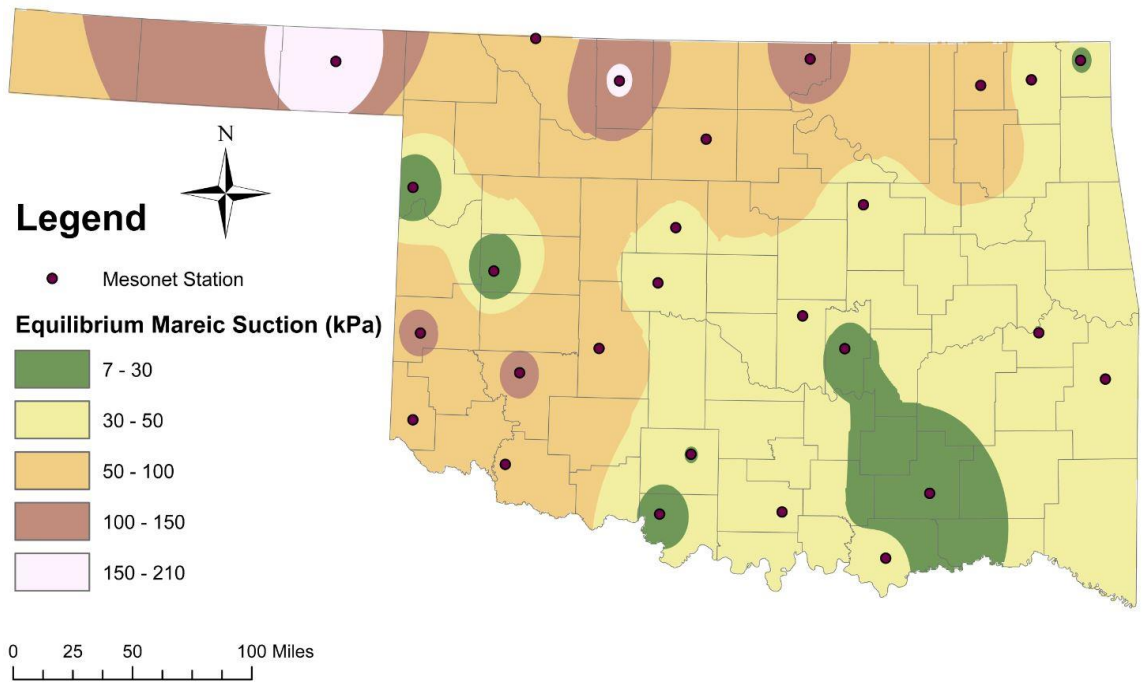 N
Legend
Mesonet Station
Equilibrium Mareic Suction (kPa)
7 - 30
30 - 50
50 - 100
100 - 150
150 - 210
0 25 50 100 Miles